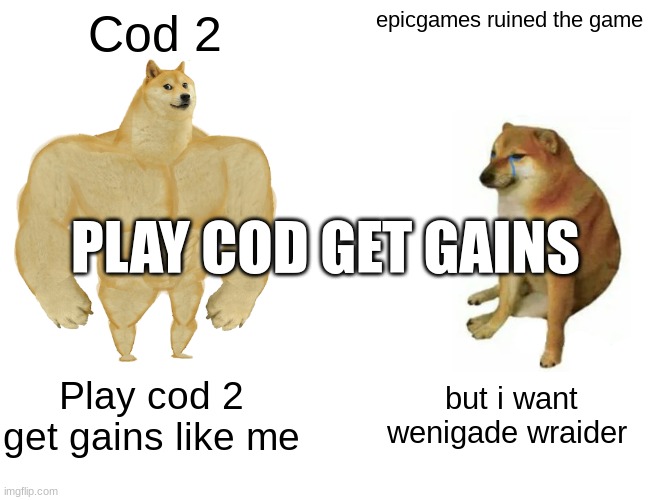 Cod 2
epicgames ruined the game
PLAY COD GET GAINS
Play cod 2
get gains like me
but i want
wenigade wraider
imgflip.com